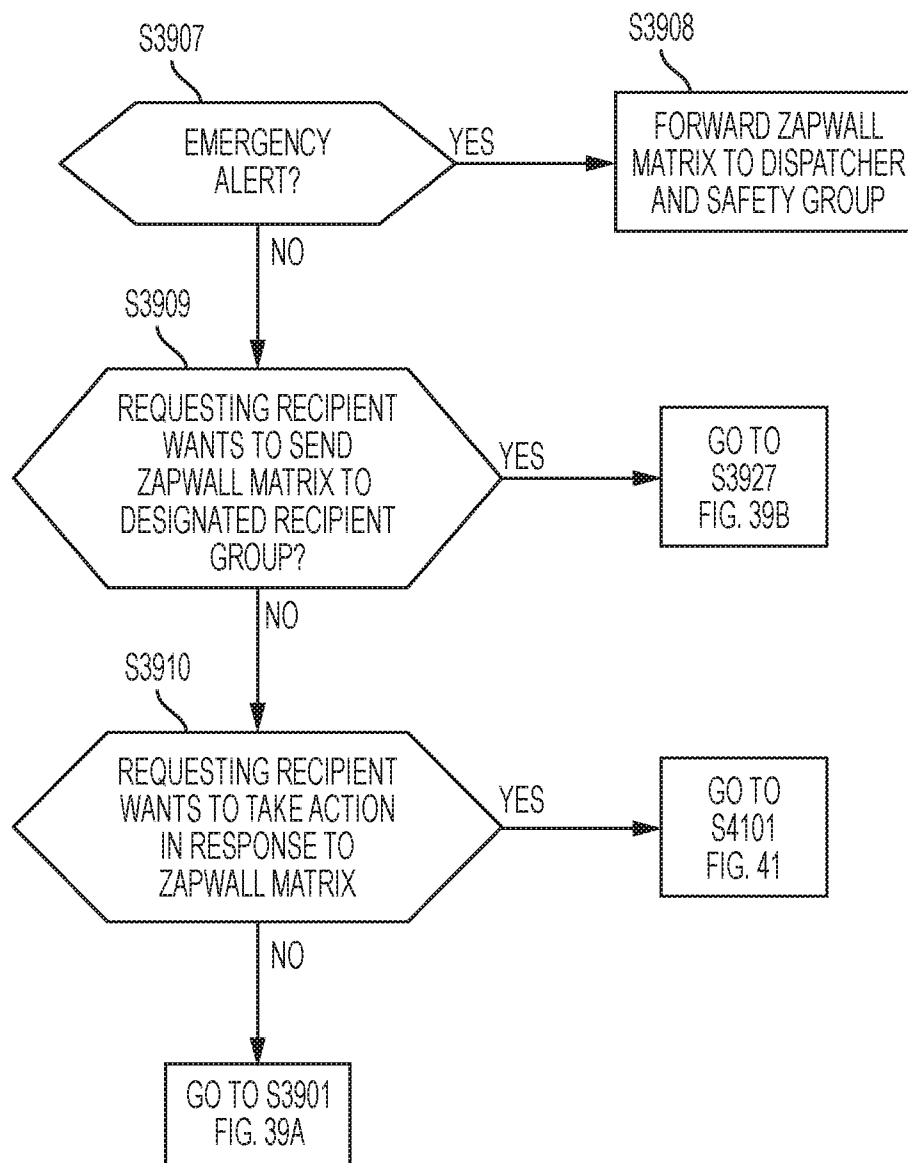 S3907
EMERGENCY
ALERT?
YES
S3908
FORWARD ZAPWALL
MATRIX TO DISPATCHER
AND SAFETY GROUP
NO
S3909
REQUESTING RECIPIENT
WANTS TO SEND
ZAPWALL MATRIX TO
DESIGNATED RECIPIENT
GROUP?
YES
GO TO
S3927
FIG. 39B
NO
S3910
REQUESTING RECIPIENT
WANTS TO TAKE ACTION
IN RESPONSE TO
ZAPWALL MATRIX
YES
GO TO
S4101
FIG. 41
NO
GO TO S3901
FIG. 39A